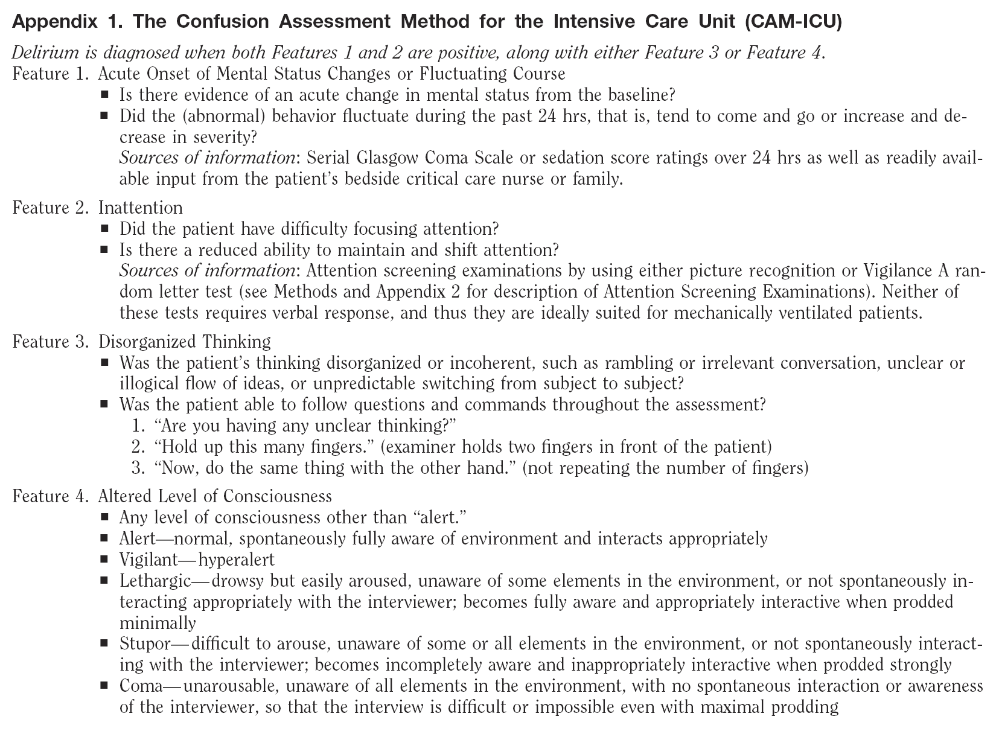 Appendix 1. The Confusion Assessment Method for the Intensive Care Unit (CAM-ICU)
Delirium is diagnosed when both Features 1 and 2 are positive, along with either Feature 3 or Feature 4.
Feature 1. Acute Onset of Mental Status Changes or Fluctuating Course
■ Is there evidence of an acute change in mental status from the baseline?
■ Did the (abnormal) behavior fluctuate during the past 24 hrs, that is, tend to come and go or increase and de-
crease in severity?
Sources of information: Serial Glasgow Coma Scale or sedation score ratings over 24 hrs as well as readily avail-
able input from the patient’s bedside critical care nurse or family.
Feature 2. Inattention
■ Did the patient have difficulty focusing attention?
■ Is there a reduced ability to maintain and shift attention?
Sources of information: Attention screening examinations by using either picture recognition or Vigilance A ran-
dom letter test (see Methods and Appendix 2 for description of Attention Screening Examinations). Neither of
these tests requires verbal response, and thus they are ideally suited for mechanically ventilated patients.
Feature 3. Disorganized Thinking
■ Was the patient’s thinking disorganized or incoherent, such as rambling or irrelevant conversation, unclear or
illogical flow of ideas, or unpredictable switching from subject to subject?
■ Was the patient able to follow questions and commands throughout the assessment?
1. “Are you having any unclear thinking?”
2. “Hold up this many fingers.” (examiner holds two fingers in front of the patient)
3. “Now, do the same thing with the other hand.” (not repeating the number of fingers)
Feature 4. Altered Level of Consciousness
■ Any level of consciousness other than “alert.”
■ Alert—normal, spontaneously fully aware of environment and interacts appropriately
■ Vigilant—hyperalert
■ Lethargic—drowsy but easily aroused, unaware of some elements in the environment, or not spontaneously in-
teracting appropriately with the interviewer; becomes fully aware and appropriately interactive when prodded
minimally
■ Stupor—difficult to arouse, unaware of some or all elements in the environment, or not spontaneously interact-
ing with the interviewer; becomes incompletely aware and inappropriately interactive when prodded strongly
■ Coma—unarousable, unaware of all elements in the environment, with no spontaneous interaction or awareness
of the interviewer, so that the interview is difficult or impossible even with maximal prodding